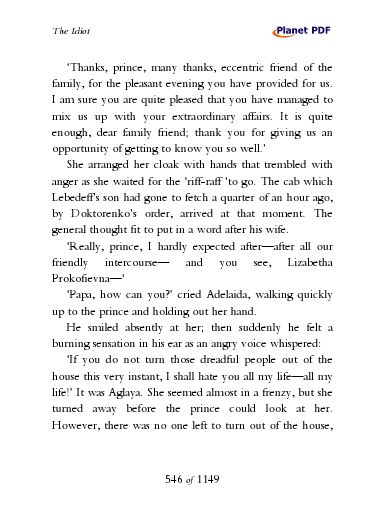 The Idiot
Planet PDF
‘Thanks, prince, many thanks, eccentric friend of the
family, for the pleasant evening you have provided for us.
I am sure you are quite pleased that you have managed to
mix us up with your extraordinary affairs. It is quite
enough, dear family friend; thank you for giving us an
opportunity of getting to know you so well.’
She arranged her cloak with hands that trembled with
anger as she waited for the ‘riff-raff ‘to go. The cab which
Lebedeff’s son had gone to fetch a quarter of an hour ago,
by Doktorenko’s order, arrived at that moment. The
general thought fit to put in a word after his wife.
‘Really, prince, I hardly expected after—after all our
friendly intercourse— and you see, Lizabetha
Prokofievna—’
‘Papa, how can you?’ cried Adelaida, walking quickly
up to the prince and holding out her hand.
He smiled absently at her; then suddenly he felt a
burning sensation in his ear as an angry voice whispered:
‘If you do not turn those dreadful people out of the
house this very instant, I shall hate you all my life—all my
life!’ It was Aglaya. She seemed almost in a frenzy, but she
turned away before the prince could look at her.
However, there was no one left to turn out of the house,
546 of 1149